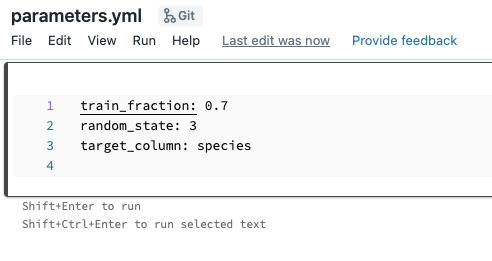 parameters.yml Git
File Edit View Run Help Last edit was now Provide feedback
1 train_fraction: 0.7
2 random_state: 3
3 target_column: species
4
Shift+Enter to run
Shift+Ctrl+Enter to run selected text